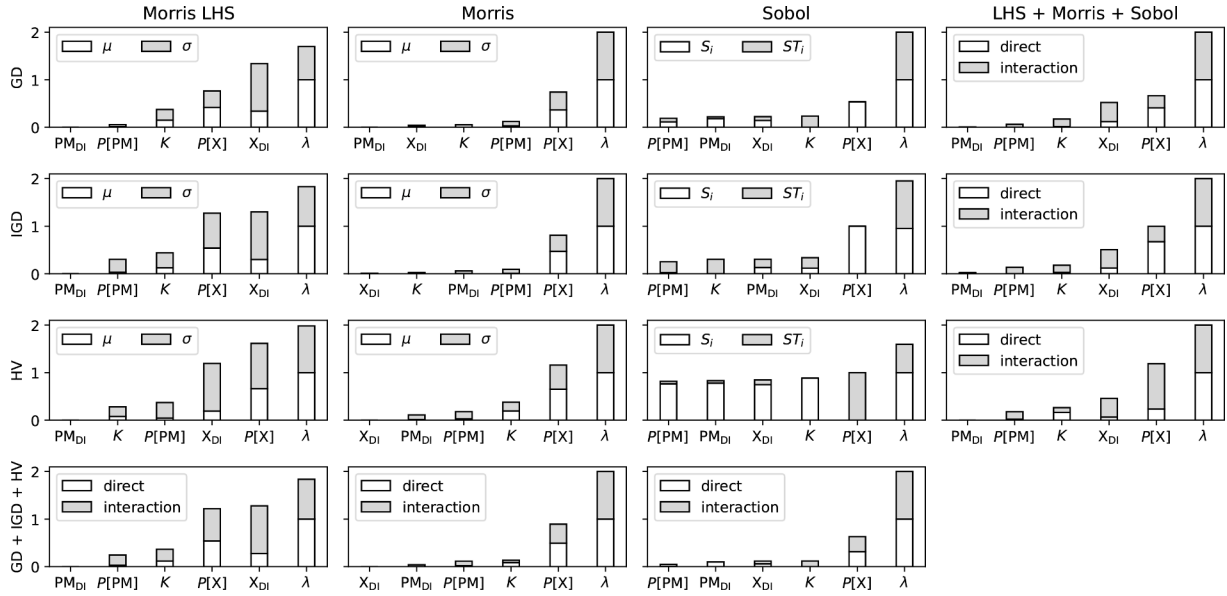 Morris LHS Morris Sobol LHS + Morris + Sobol
GD
2
1
0
μ σ
PM_DI P[PM] K P[X] X_DI λ
μ σ
PM_DI X_DI K P[PM] P[X] λ
S_i ST_i
P[PM] PM_DI X_DI K P[X] λ
direct
interaction
PM_DI P[PM] K X_DI P[X] λ
IGD
2
1
0
μ σ
PM_DI P[PM] K P[X] X_DI λ
μ σ
X_DI K PM_DI P[PM] P[X] λ
S_i ST_i
P[PM] K PM_DI X_DI P[X] λ
direct
interaction
PM_DI P[PM] K X_DI P[X] λ
HV
2
1
0
μ σ
PM_DI K P[PM] X_DI P[X] λ
μ σ
X_DI PM_DI P[PM] K P[X] λ
S_i ST_i
P[PM] PM_DI X_DI K P[X] λ
direct
interaction
PM_DI P[PM] K X_DI P[X] λ
GD + IGD + HV
2
1
0
direct
interaction
PM_DI P[PM] K P[X] X_DI λ
direct
interaction
X_DI PM_DI P[PM] K P[X] λ
direct
interaction
P[PM] PM_DI X_DI K P[X] λ